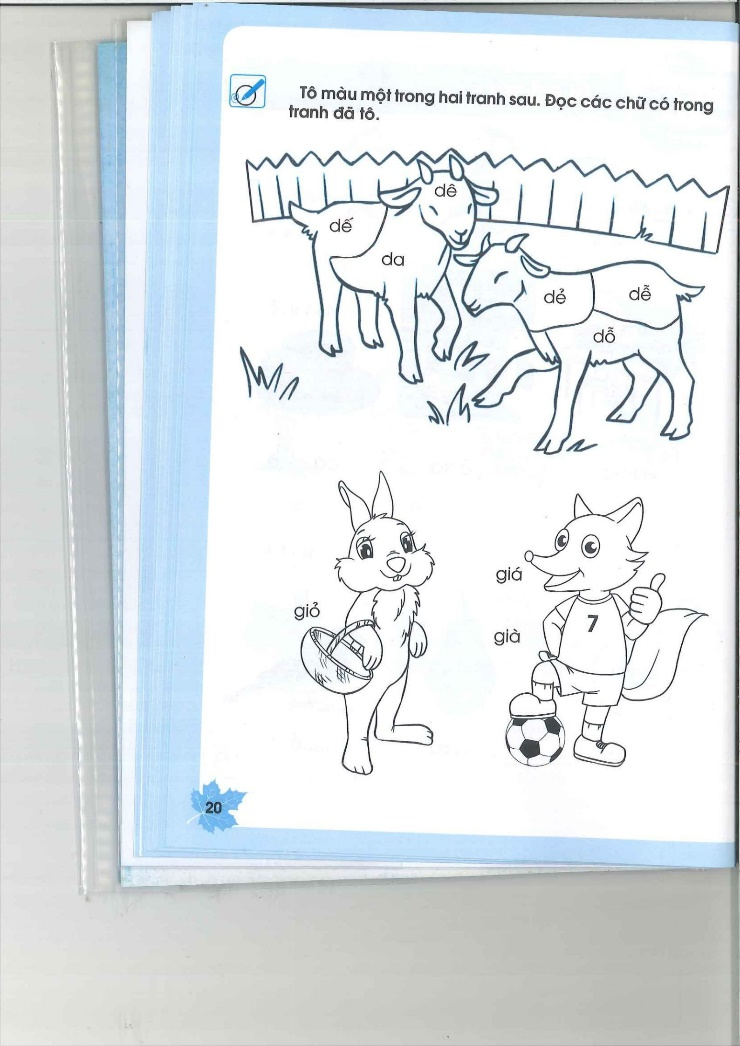 Tô màu một trong hai tranh sau. Đọc các chữ có trong
tranh đã tô.
dê
dế
da
dẻ
dễ
dỗ
giá
giỏ
7
già
20